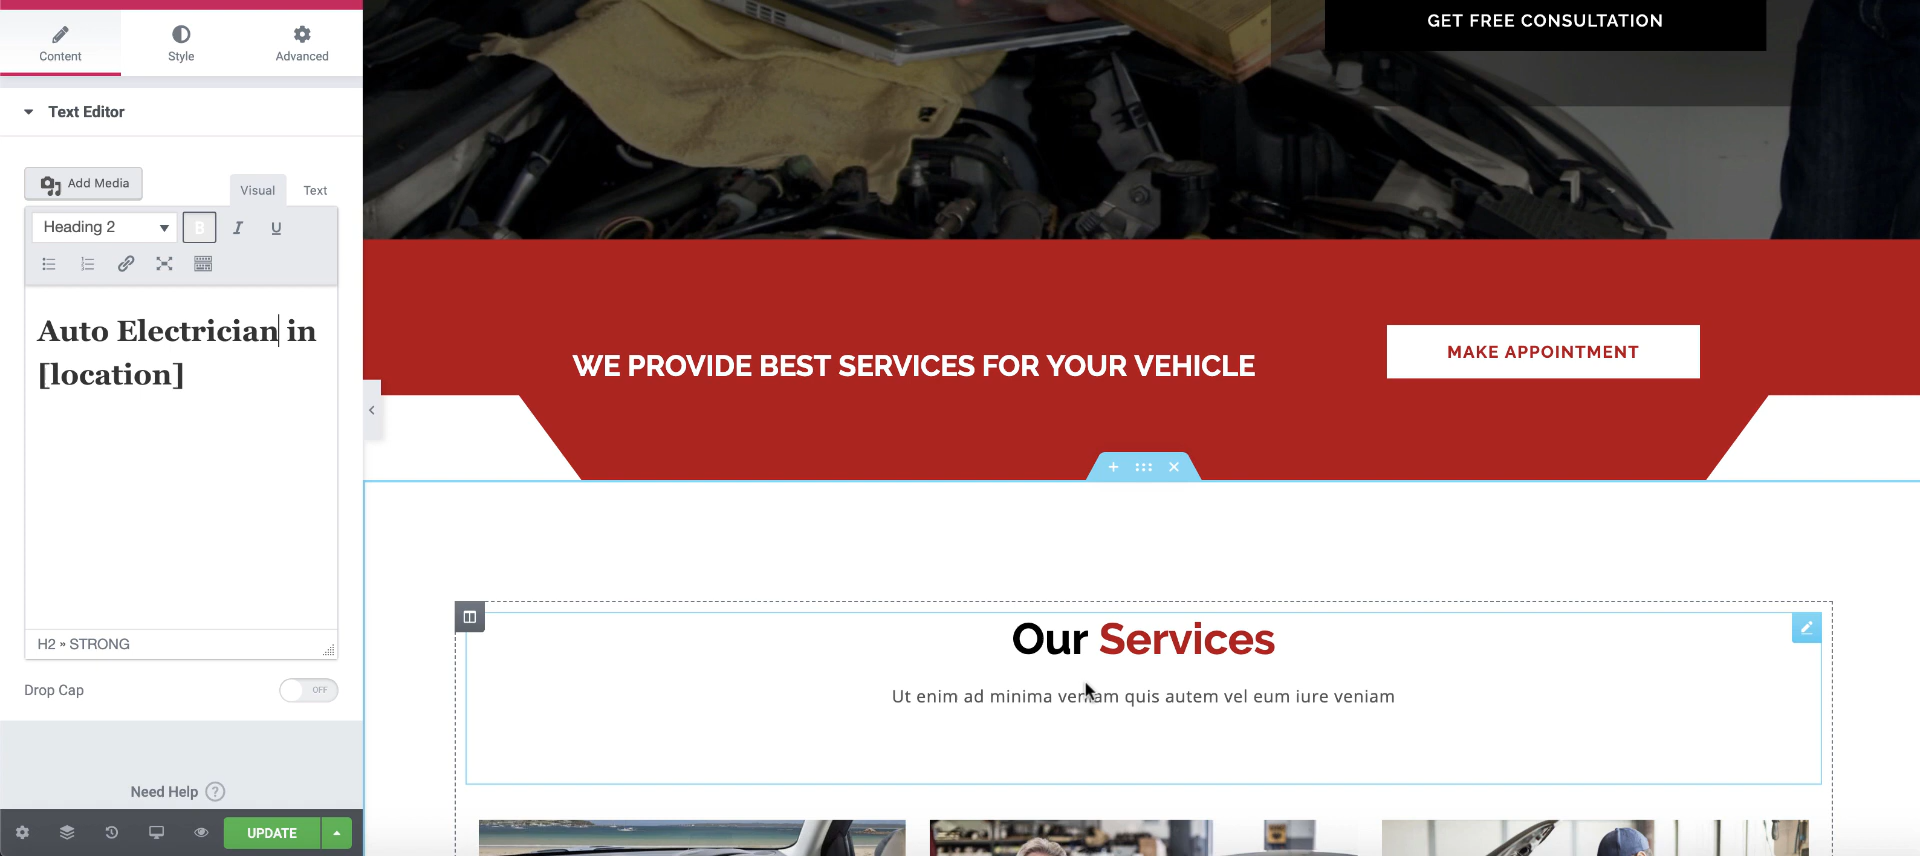 Content
Style
Advanced
Text Editor
Add Media
Visual
Text
Heading 2
B
I
U
Auto Electrician in
[location]
H2 » STRONG
Drop Cap
OFF
Need Help ?
UPDATE
GET FREE CONSULTATION
WE PROVIDE BEST SERVICES FOR YOUR VEHICLE
MAKE APPOINTMENT
Our Services
Ut enim ad minima veniam quis autem vel eum iure veniam